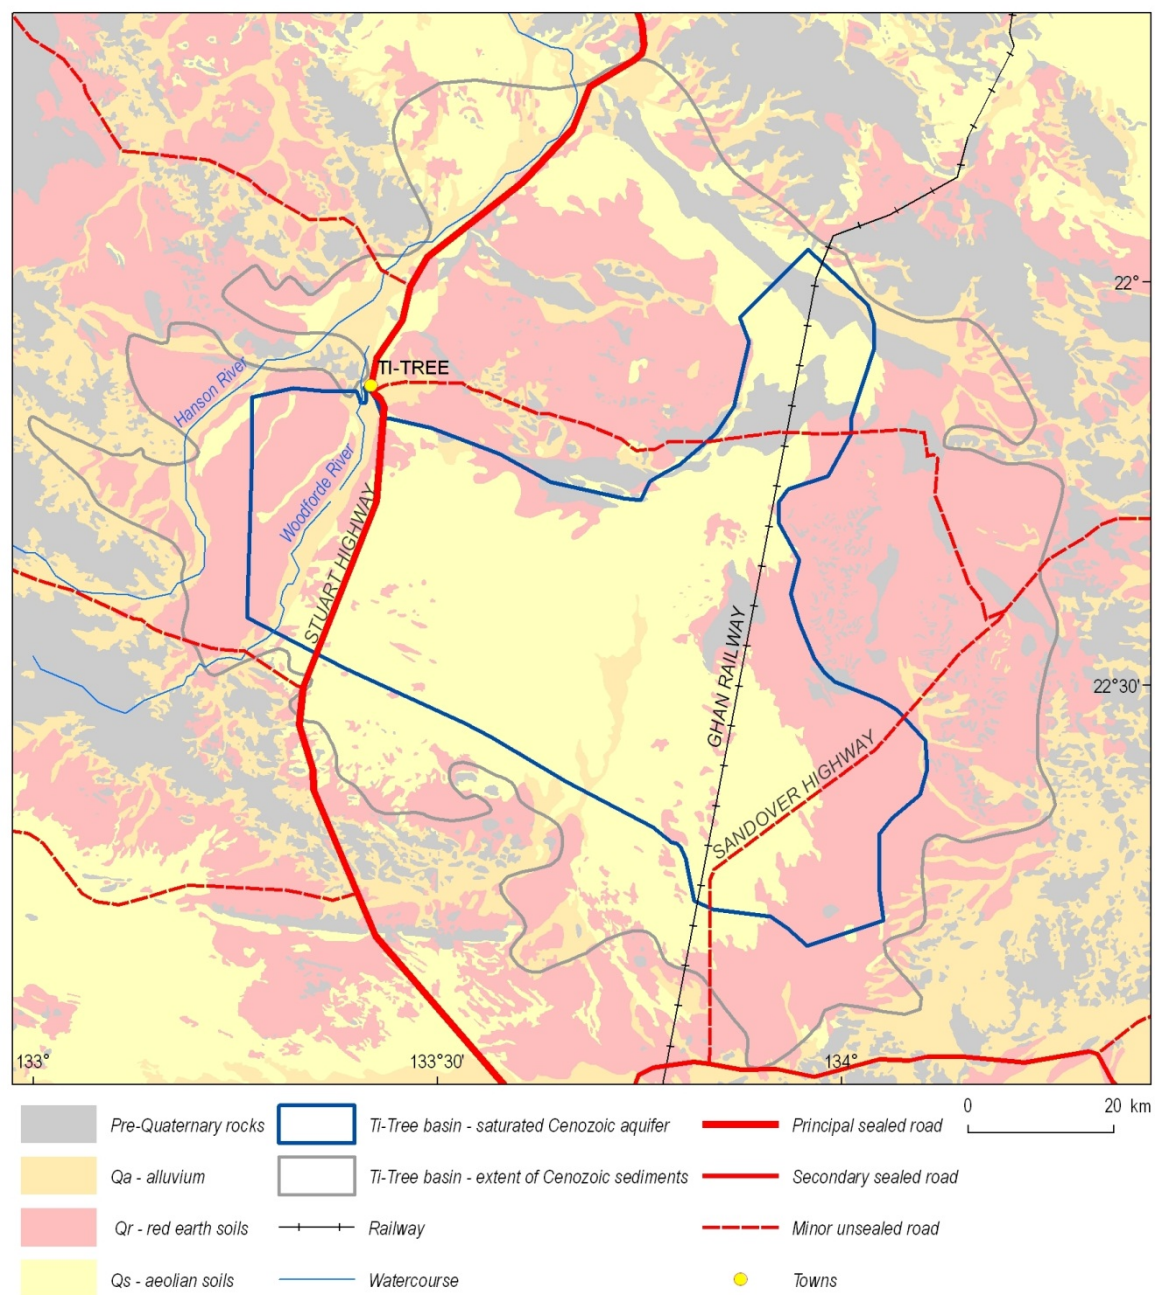 22°
TI-TREE
Hanson River
Woodforde River
STUART HIGHWAY
GHAN RAILWAY
22°30'
SANDOVER HIGHWAY
133°
133°30'
134°
Pre-Quaternary rocks
Ti-Tree basin - saturated Cenozoic aquifer
Principal sealed road
0 20 km
Qa - alluvium
Ti-Tree basin - extent of Cenozoic sediments
Secondary sealed road
Qr - red earth soils
Railway
Minor unsealed road
Qs - aeolian soils
Watercourse
Towns